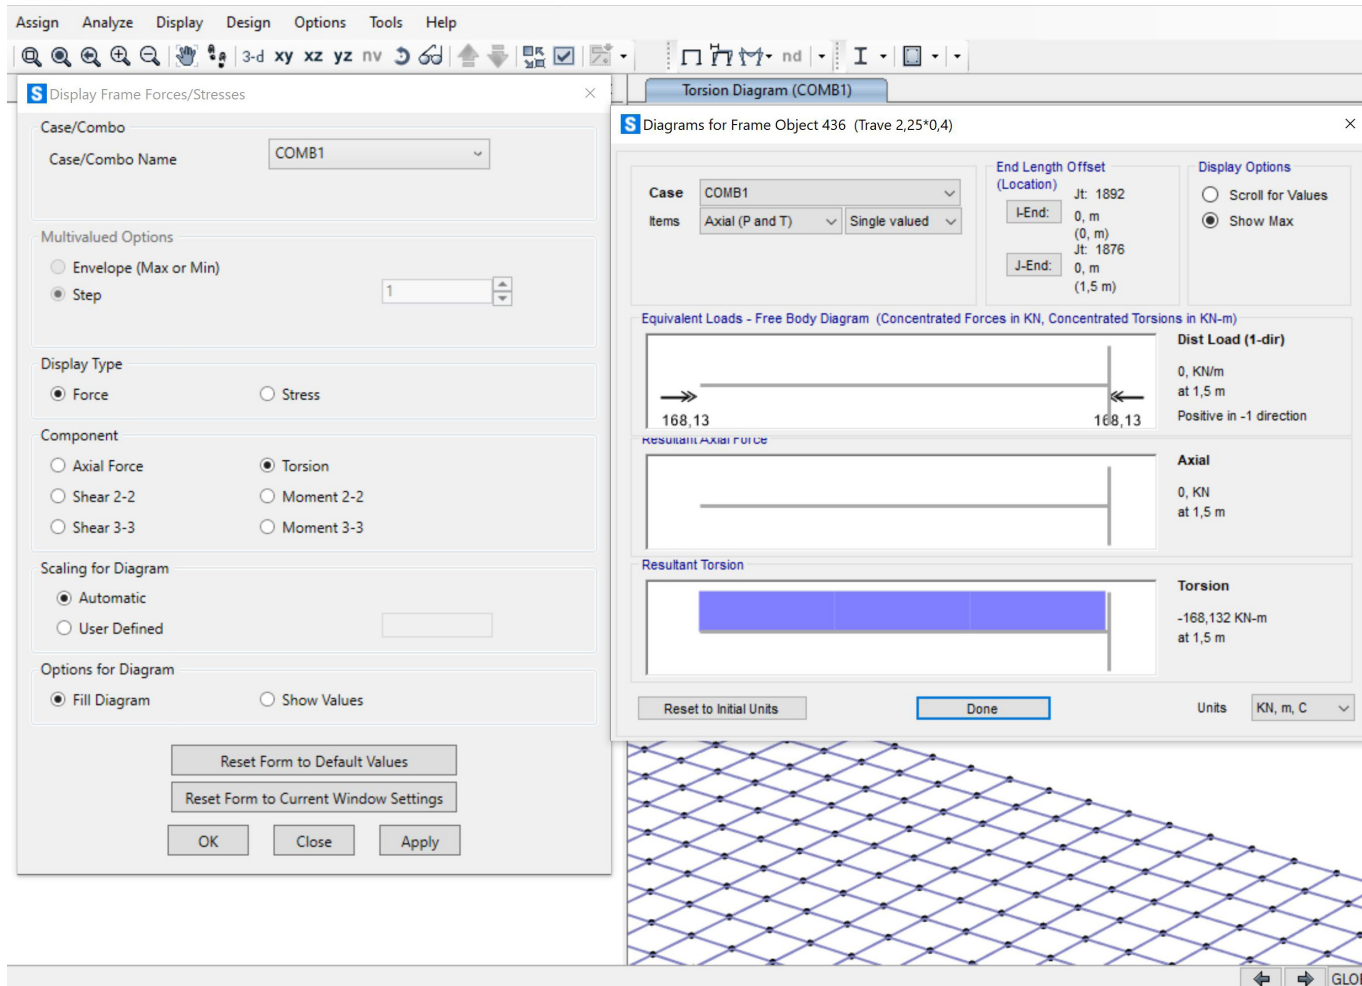 Assign Analyze Display Design Options Tools Help
3-d xy xz yz nv nd
S Display Frame Forces/Stresses
Case/Combo
Case/Combo Name COMB1
Multivalued Options
Envelope (Max or Min)
Step 1
Display Type
Force Stress
Component
Axial Force Torsion
Shear 2-2 Moment 2-2
Shear 3-3 Moment 3-3
Scaling for Diagram
Automatic
User Defined
Options for Diagram
Fill Diagram Show Values
Reset Form to Default Values
Reset Form to Current Window Settings
OK Close Apply
Torsion Diagram (COMB1)
S Diagrams for Frame Object 436 (Trave 2,25*0,4)
Case COMB1
Items Axial (P and T) Single valued
End Length Offset
(Location)
Jt: 1892
I-End: 0, m
(0, m)
Jt: 1876
J-End: 0, m
(1,5 m)
Display Options
Scroll for Values
Show Max
Equivalent Loads - Free Body Diagram (Concentrated Forces in KN, Concentrated Torsions in KN-m)
168,13 168,13
Dist Load (1-dir)
0, KN/m
at 1,5 m
Positive in -1 direction
Resultant Axial Force
Axial
0, KN
at 1,5 m
Resultant Torsion
Torsion
-168,132 KN-m
at 1,5 m
Reset to Initial Units Done Units KN, m, C